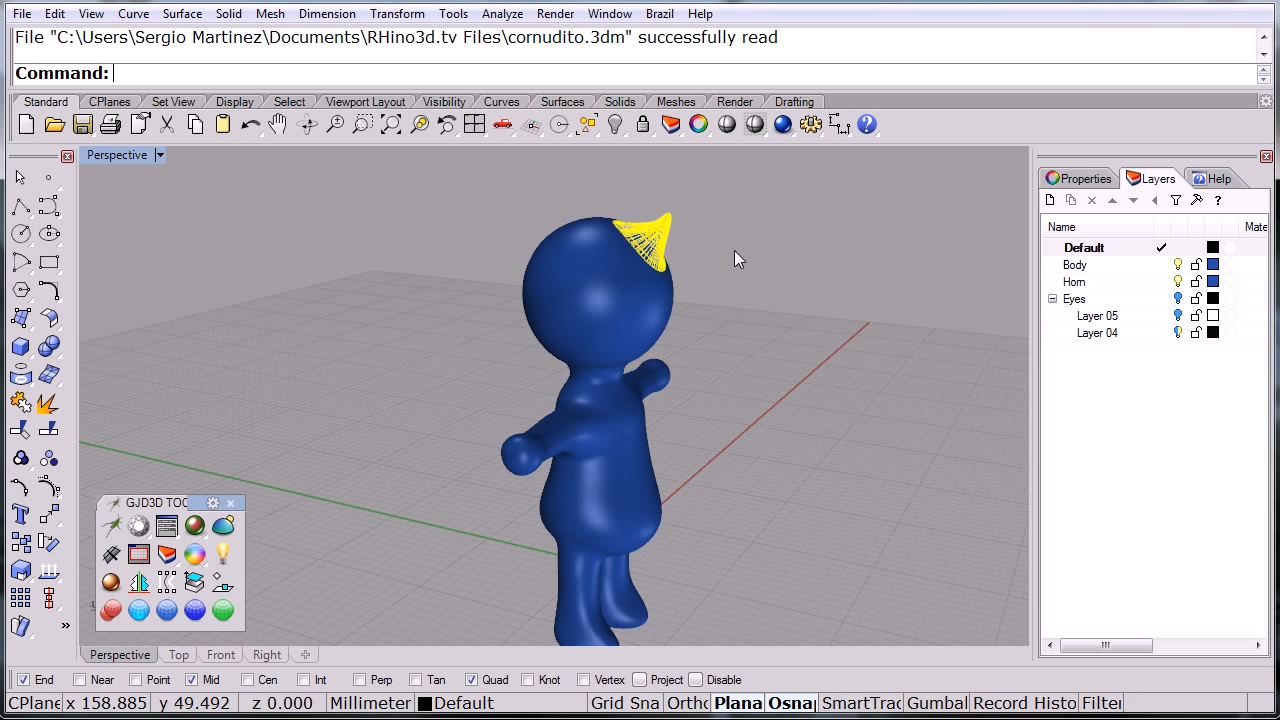 File Edit View Curve Surface Solid Mesh Dimension Transform Tools Analyze Render Window Brazil Help
File "C:\Users\Sergio Martinez\Documents\RHino3d.tv Files\cornudito.3dm" successfully read
Command:
Standard CPlanes Set View Display Select Viewport Layout Visibility Curves Surfaces Solids Meshes Render Drafting
Perspective
Properties Layers Help
Name Mate
Default
Body
Horn
Eyes
Layer 05
Layer 04
GJD3D TOO
Perspective Top Front Right
End Near Point Mid Cen Int Perp Tan Quad Knot Vertex Project Disable
CPlane x 158.885 y 49.492 z 0.000 Millimeter Default Grid Sna Ortho Plana Osnap SmartTrac Gumbal Record Histo Filter